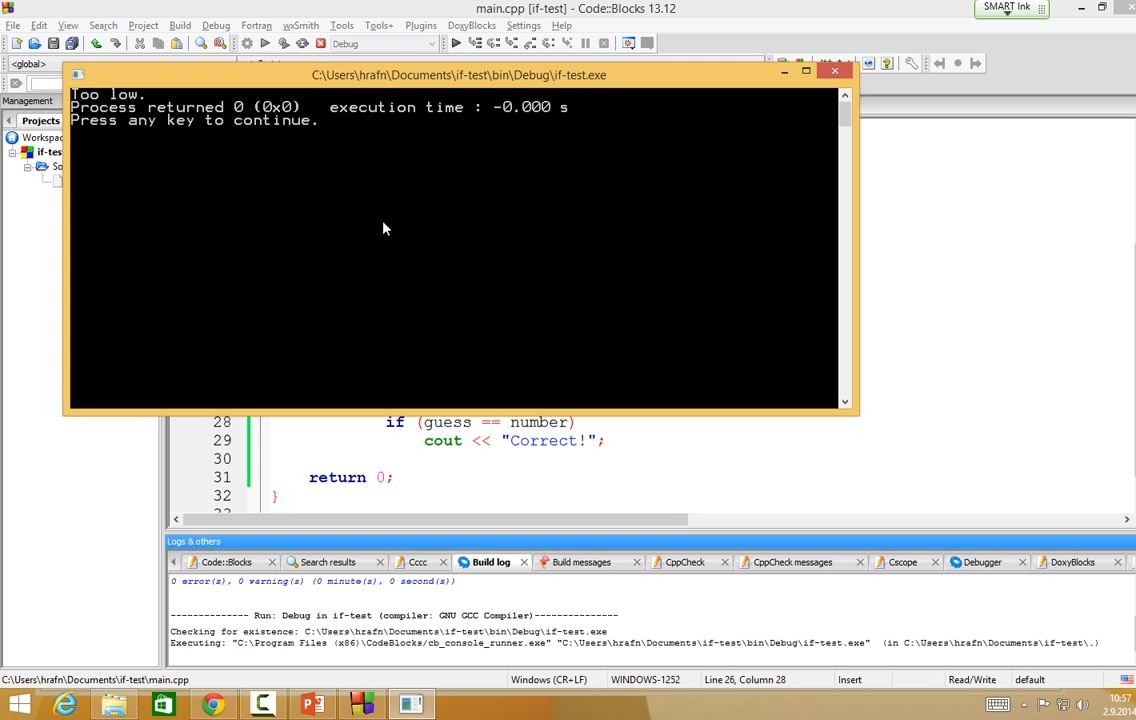 main.cpp [if-test] - Code::Blocks 13.12
SMART Ink
File Edit View Search Project Build Debug Fortran wxSmith Tools Tools+ Plugins DoxyBlocks Settings Help
Debug
<global>
C:\Users\hrafn\Documents\if-test\bin\Debug\if-test.exe
Management
Projects
Workspa
if-tes
So
Too low.
Process returned 0 (0x0)   execution time : -0.000 s
Press any key to continue.
28 if (guess == number)
29 cout << "Correct!";
30
31 return 0;
32 }
Logs & others
Code::Blocks Search results Cccc Build log Build messages CppCheck CppCheck messages Cscope Debugger DoxyBlocks
0 error(s), 0 warning(s) (0 minute(s), 0 second(s))
-------------- Run: Debug in if-test (compiler: GNU GCC Compiler)---------------
Checking for existence: C:\Users\hrafn\Documents\if-test\bin\Debug\if-test.exe
Executing: "C:\Program Files (x86)\CodeBlocks/cb_console_runner.exe" "C:\Users\hrafn\Documents\if-test\bin\Debug\if-test.exe"  (in C:\Users\hrafn\Documents\if-test\.)
C:\Users\hrafn\Documents\if-test\main.cpp Windows (CR+LF) WINDOWS-1252 Line 26, Column 28 Insert Read/Write default
10:57
2.9.2014